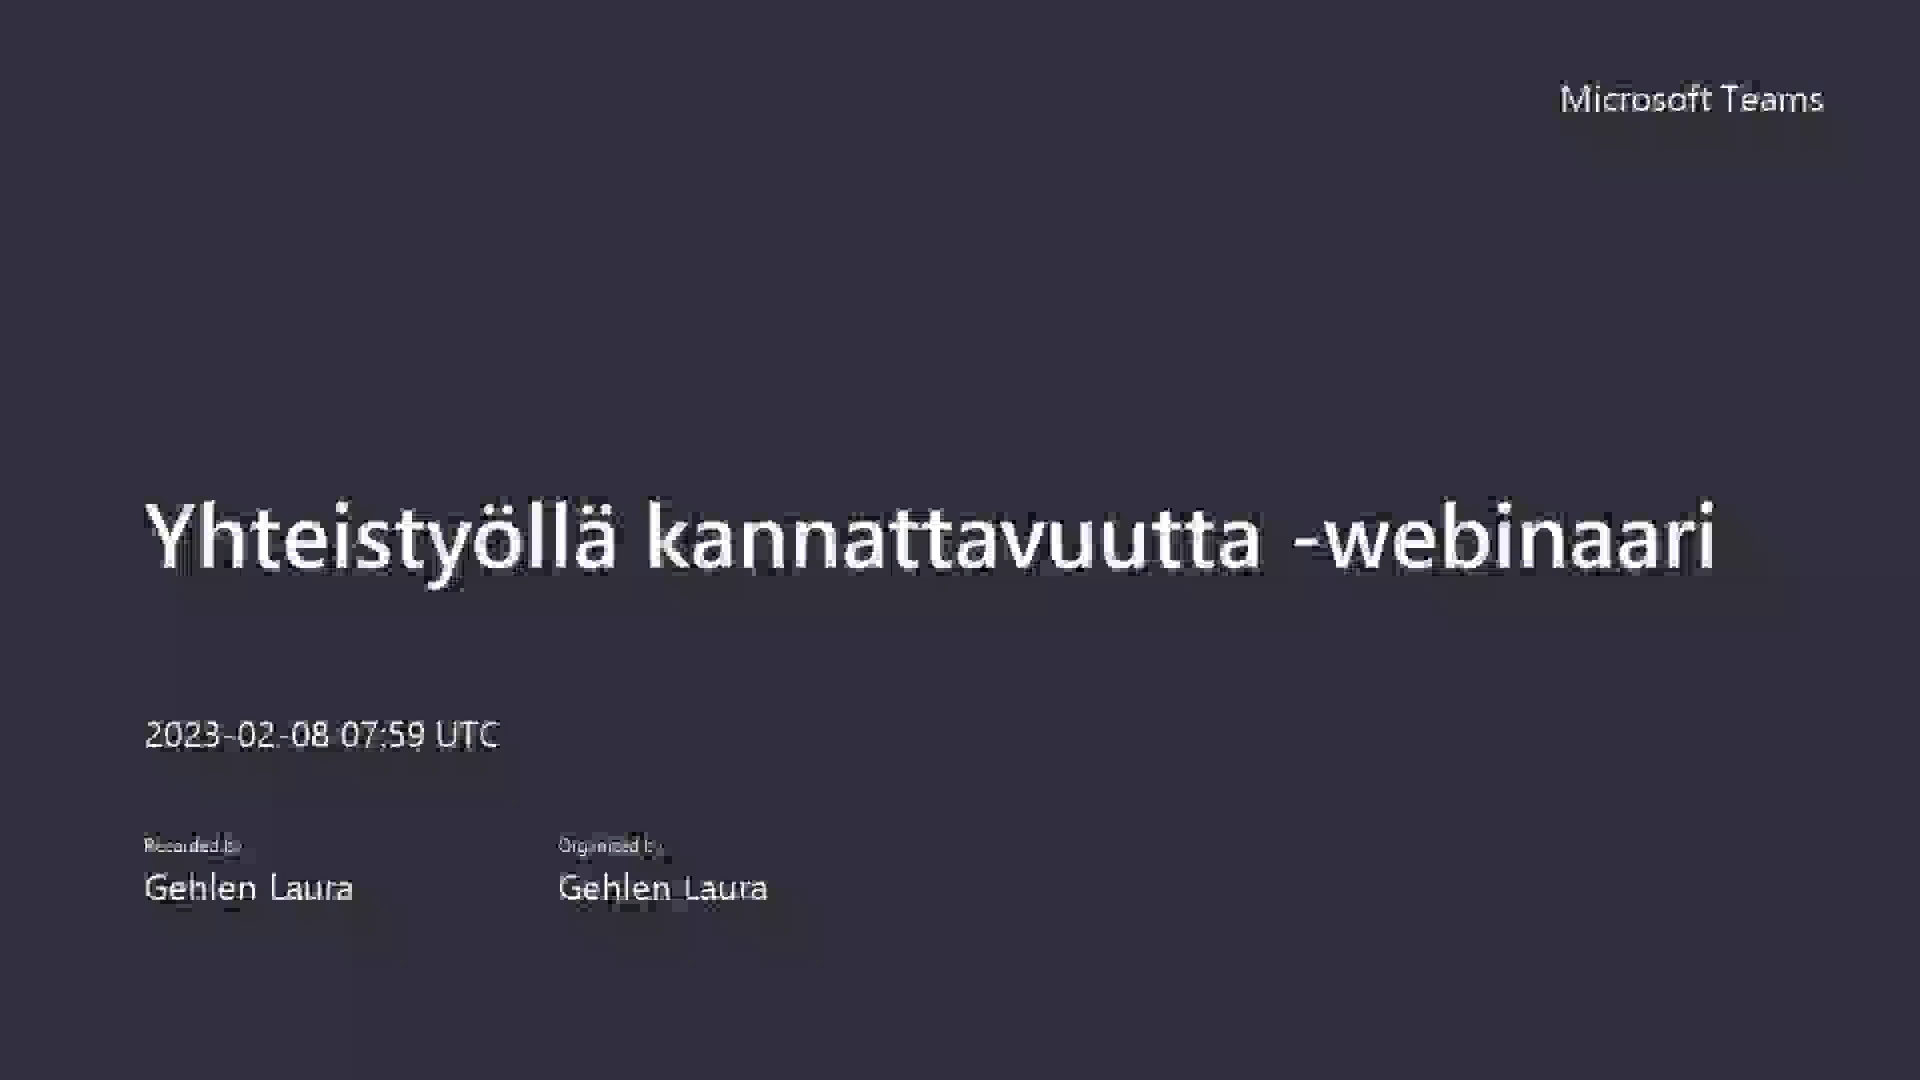 Microsoft Teams
Yhteistyöllä kannattavuutta -webinaari
2023-02-08 07:59 UTC
Recorded by
Organized by
Gehlen Laura
Gehlen Laura